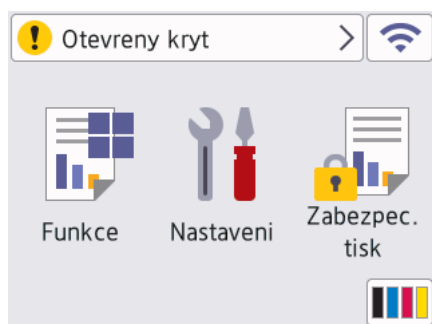 Otevreny kryt
Funkce
Nastaveni
Zabezpec.
tisk